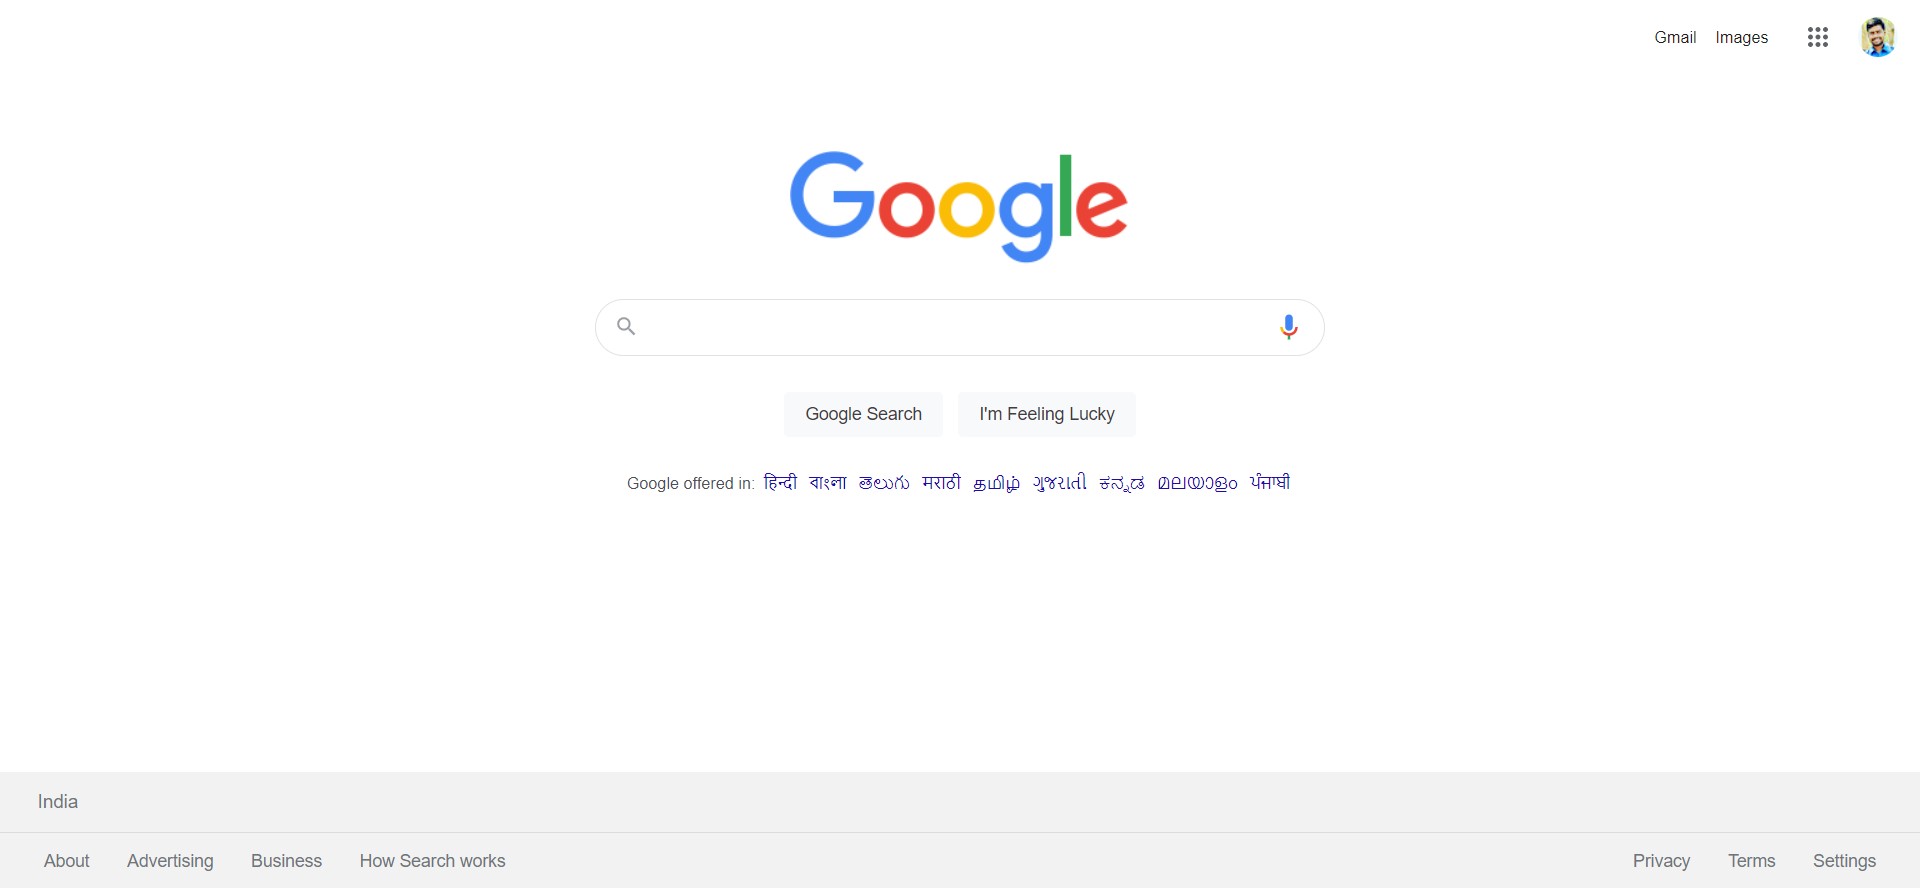 Gmail Images
Google
Google Search I'm Feeling Lucky
Google offered in: हिन्दी বাংলা తెలుగు मराठी தமிழ் ગુજરાતી ಕನ್ನಡ മലയാളം ਪੰਜਾਬੀ
India
About Advertising Business How Search works Privacy Terms Settings